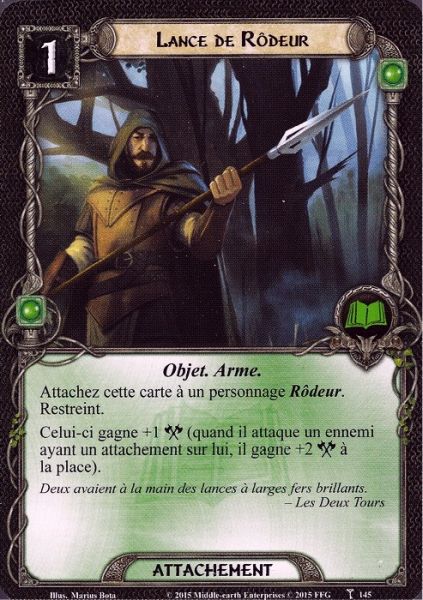 1
Lance de Rôdeur
Objet. Arme.
Attachez cette carte à un personnage Rôdeur.
Restreint.
Celui-ci gagne +1 (quand il attaque un ennemi
ayant un attachement sur lui, il gagne +2 à
la place).
Deux avaient à la main des lances à larges fers brillants.
– Les Deux Tours
Attachement
Illus. Marius Bota © 2015 Middle-earth Enterprises © 2015 FFG 145